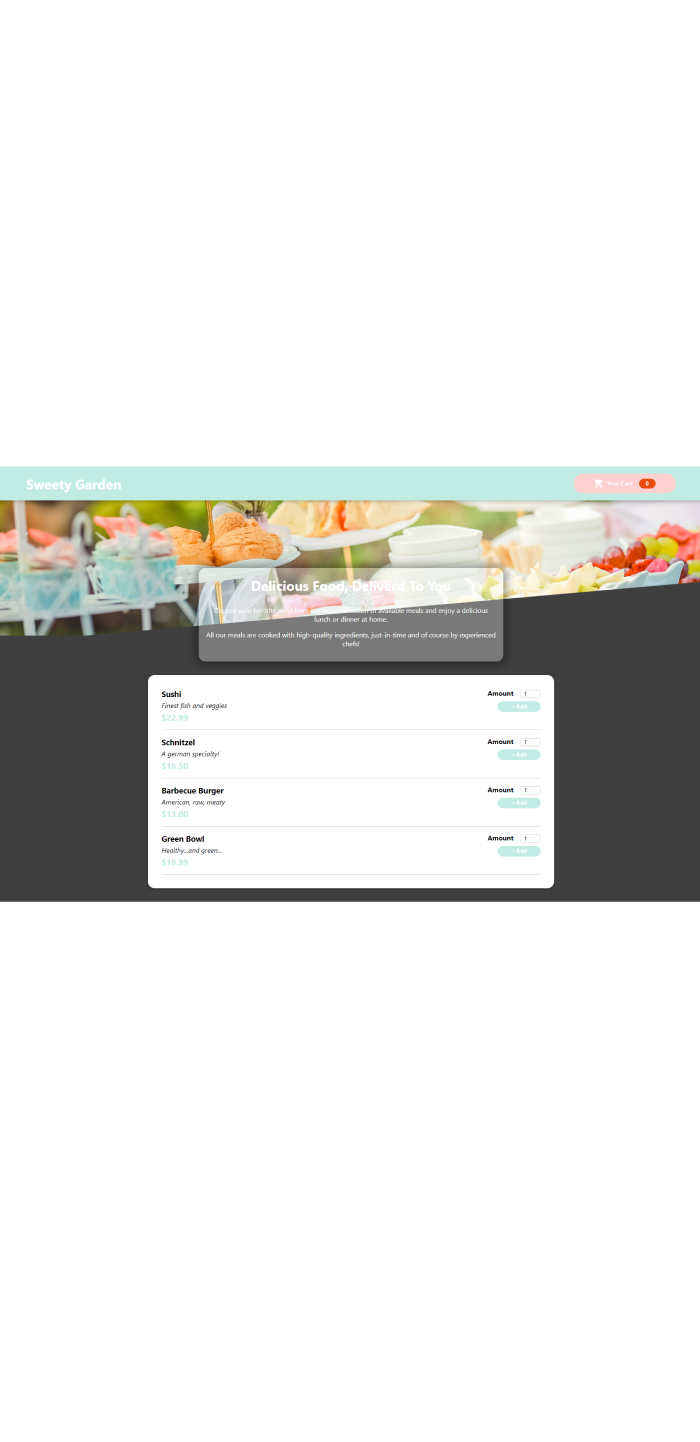 Sweety Garden
Your Cart 0
Delicious Food, Deliverd To You
Choose your favorite meal from our broad selection of available meals and enjoy a delicious
lunch or dinner at home.
All our meals are cooked with high-quality ingredients, just-in-time and of course by experienced
chefs!
Sushi
Finest fish and veggies
$22.99
Amount 1
+ Add
Schnitzel
A german specialty!
$16.50
Amount 1
+ Add
Barbecue Burger
American, raw, meaty
$13.00
Amount 1
+ Add
Green Bowl
Healthy...and green...
$18.99
Amount 1
+ Add